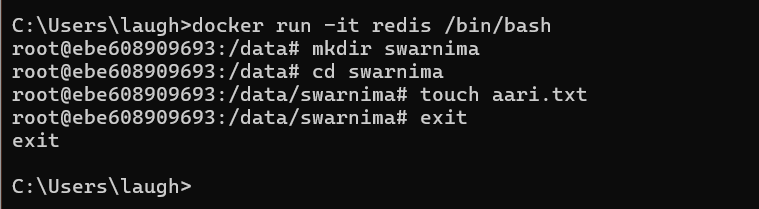 C:\Users\laugh>docker run -it redis /bin/bash
root@ebe608909693:/data# mkdir swarnima
root@ebe608909693:/data# cd swarnima
root@ebe608909693:/data/swarnima# touch aari.txt
root@ebe608909693:/data/swarnima# exit
exit
C:\Users\laugh>